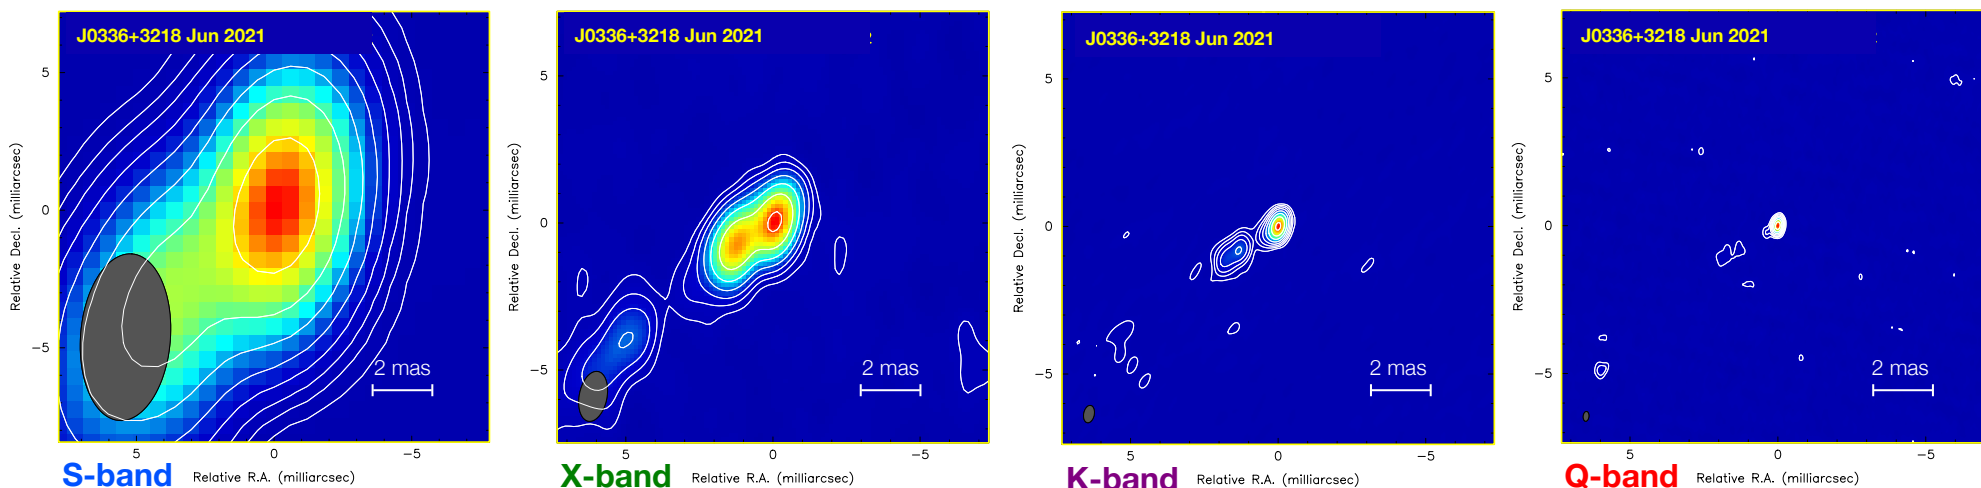 J0336+3218 Jun 2021
5
0
−5
Relative Decl. (milliarcsec)
2 mas
5
0
−5
S-band
Relative R.A. (milliarcsec)
J0336+3218 Jun 2021
5
0
−5
Relative Decl. (milliarcsec)
2 mas
5
0
−5
X-band
Relative R.A. (milliarcsec)
J0336+3218 Jun 2021
5
0
−5
Relative Decl. (milliarcsec)
2 mas
5
0
−5
K-band
Relative R.A. (milliarcsec)
J0336+3218 Jun 2021
5
0
−5
Relative Decl. (milliarcsec)
2 mas
5
0
−5
Q-band
Relative R.A. (milliarcsec)